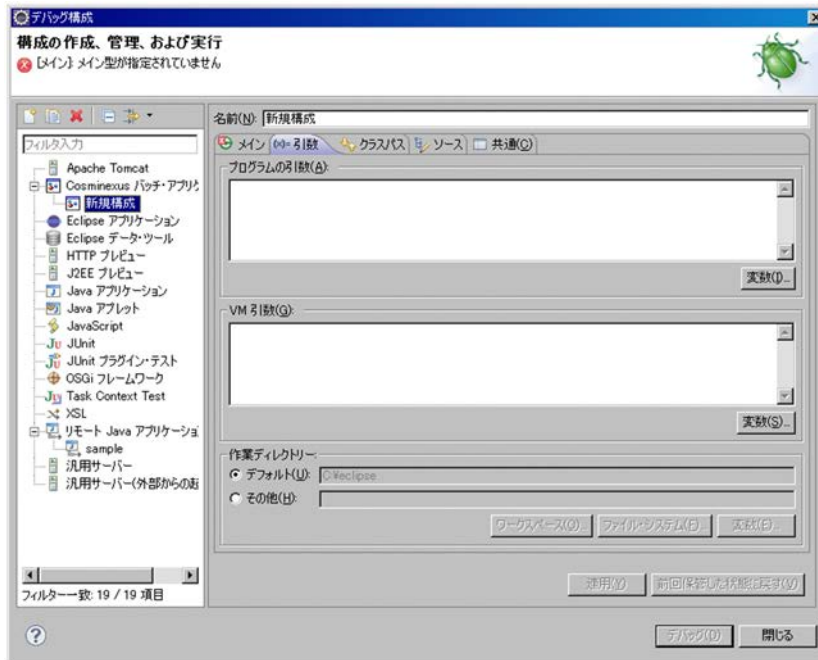 デバッグ構成
構成の作成、管理、および実行
[メイン]: メイン型が指定されていません
名前(N): 新規構成
フィルタ入力
メイン (x)= 引数 クラスパス ソース 共通(C)
Apache Tomcat
Cosminexus バッチ・アプリケ
新規構成
Eclipse アプリケーション
Eclipse データ・ツール
HTTP プレビュー
J2EE プレビュー
Java アプリケーション
Java アプレット
JavaScript
JUnit
JUnit プラグイン・テスト
OSGi フレームワーク
Task Context Test
XSL
リモート Java アプリケーショ
sample
汎用サーバー
汎用サーバー(外部からのお
フィルター一致: 19 / 19 項目
プログラムの引数(A):
変数(I)...
VM 引数(G):
変数(S)...
作業ディレクトリー:
デフォルト(U): C:¥eclipse
その他(H):
ワークスペース(O)... ファイル・システム(F)... 変数(E)...
適用(Y) 前回保管した状態に戻す(V)
デバッグ(D) 閉じる